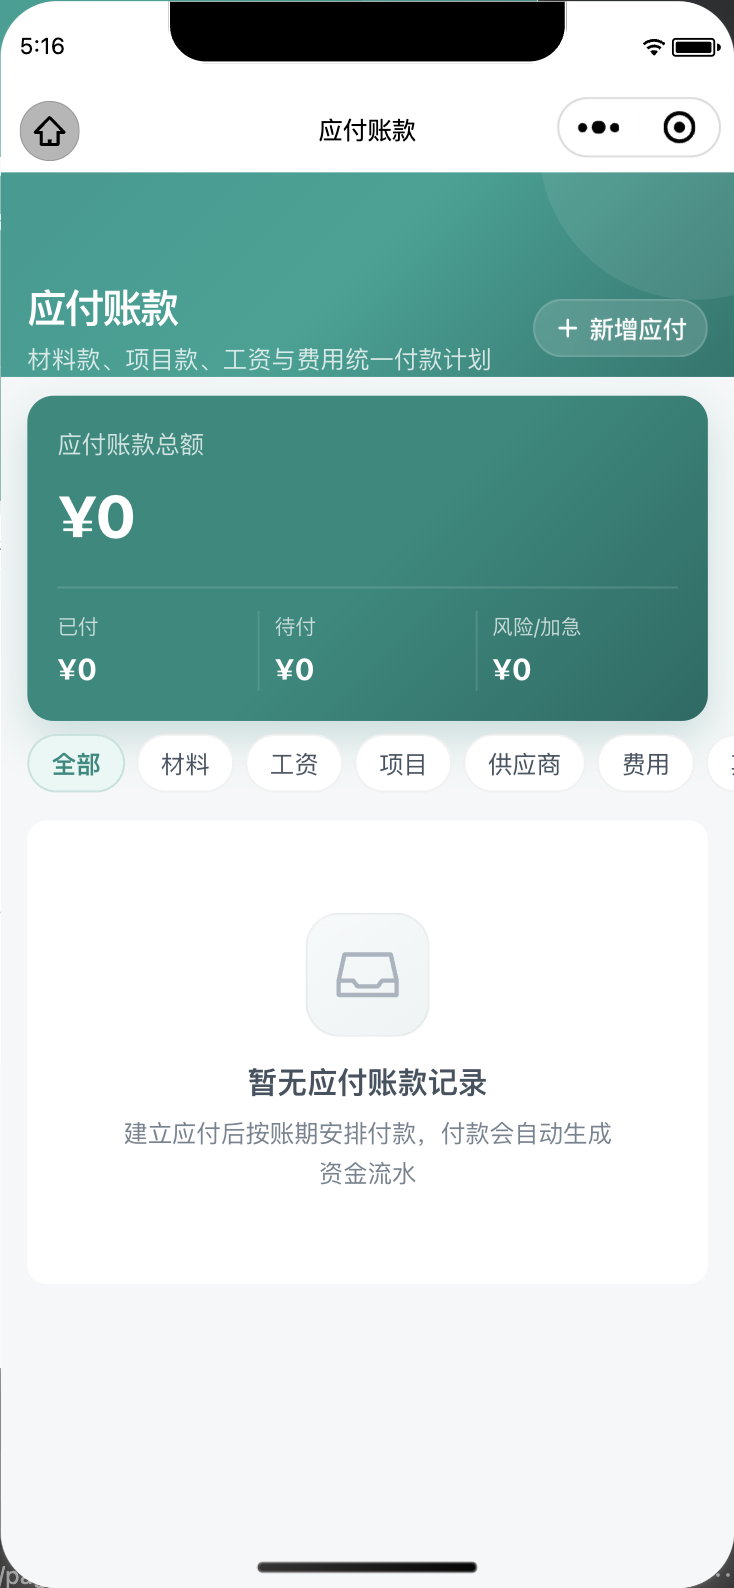 5:16
应付账款
应付账款
材料款、项目款、工资与费用统一付款计划
+ 新增应付
应付账款总额
¥0
已付
待付
风险/加急
¥0
¥0
¥0
全部
材料
工资
项目
供应商
费用
暂无应付账款记录
建立应付后按账期安排付款，付款会自动生成
资金流水